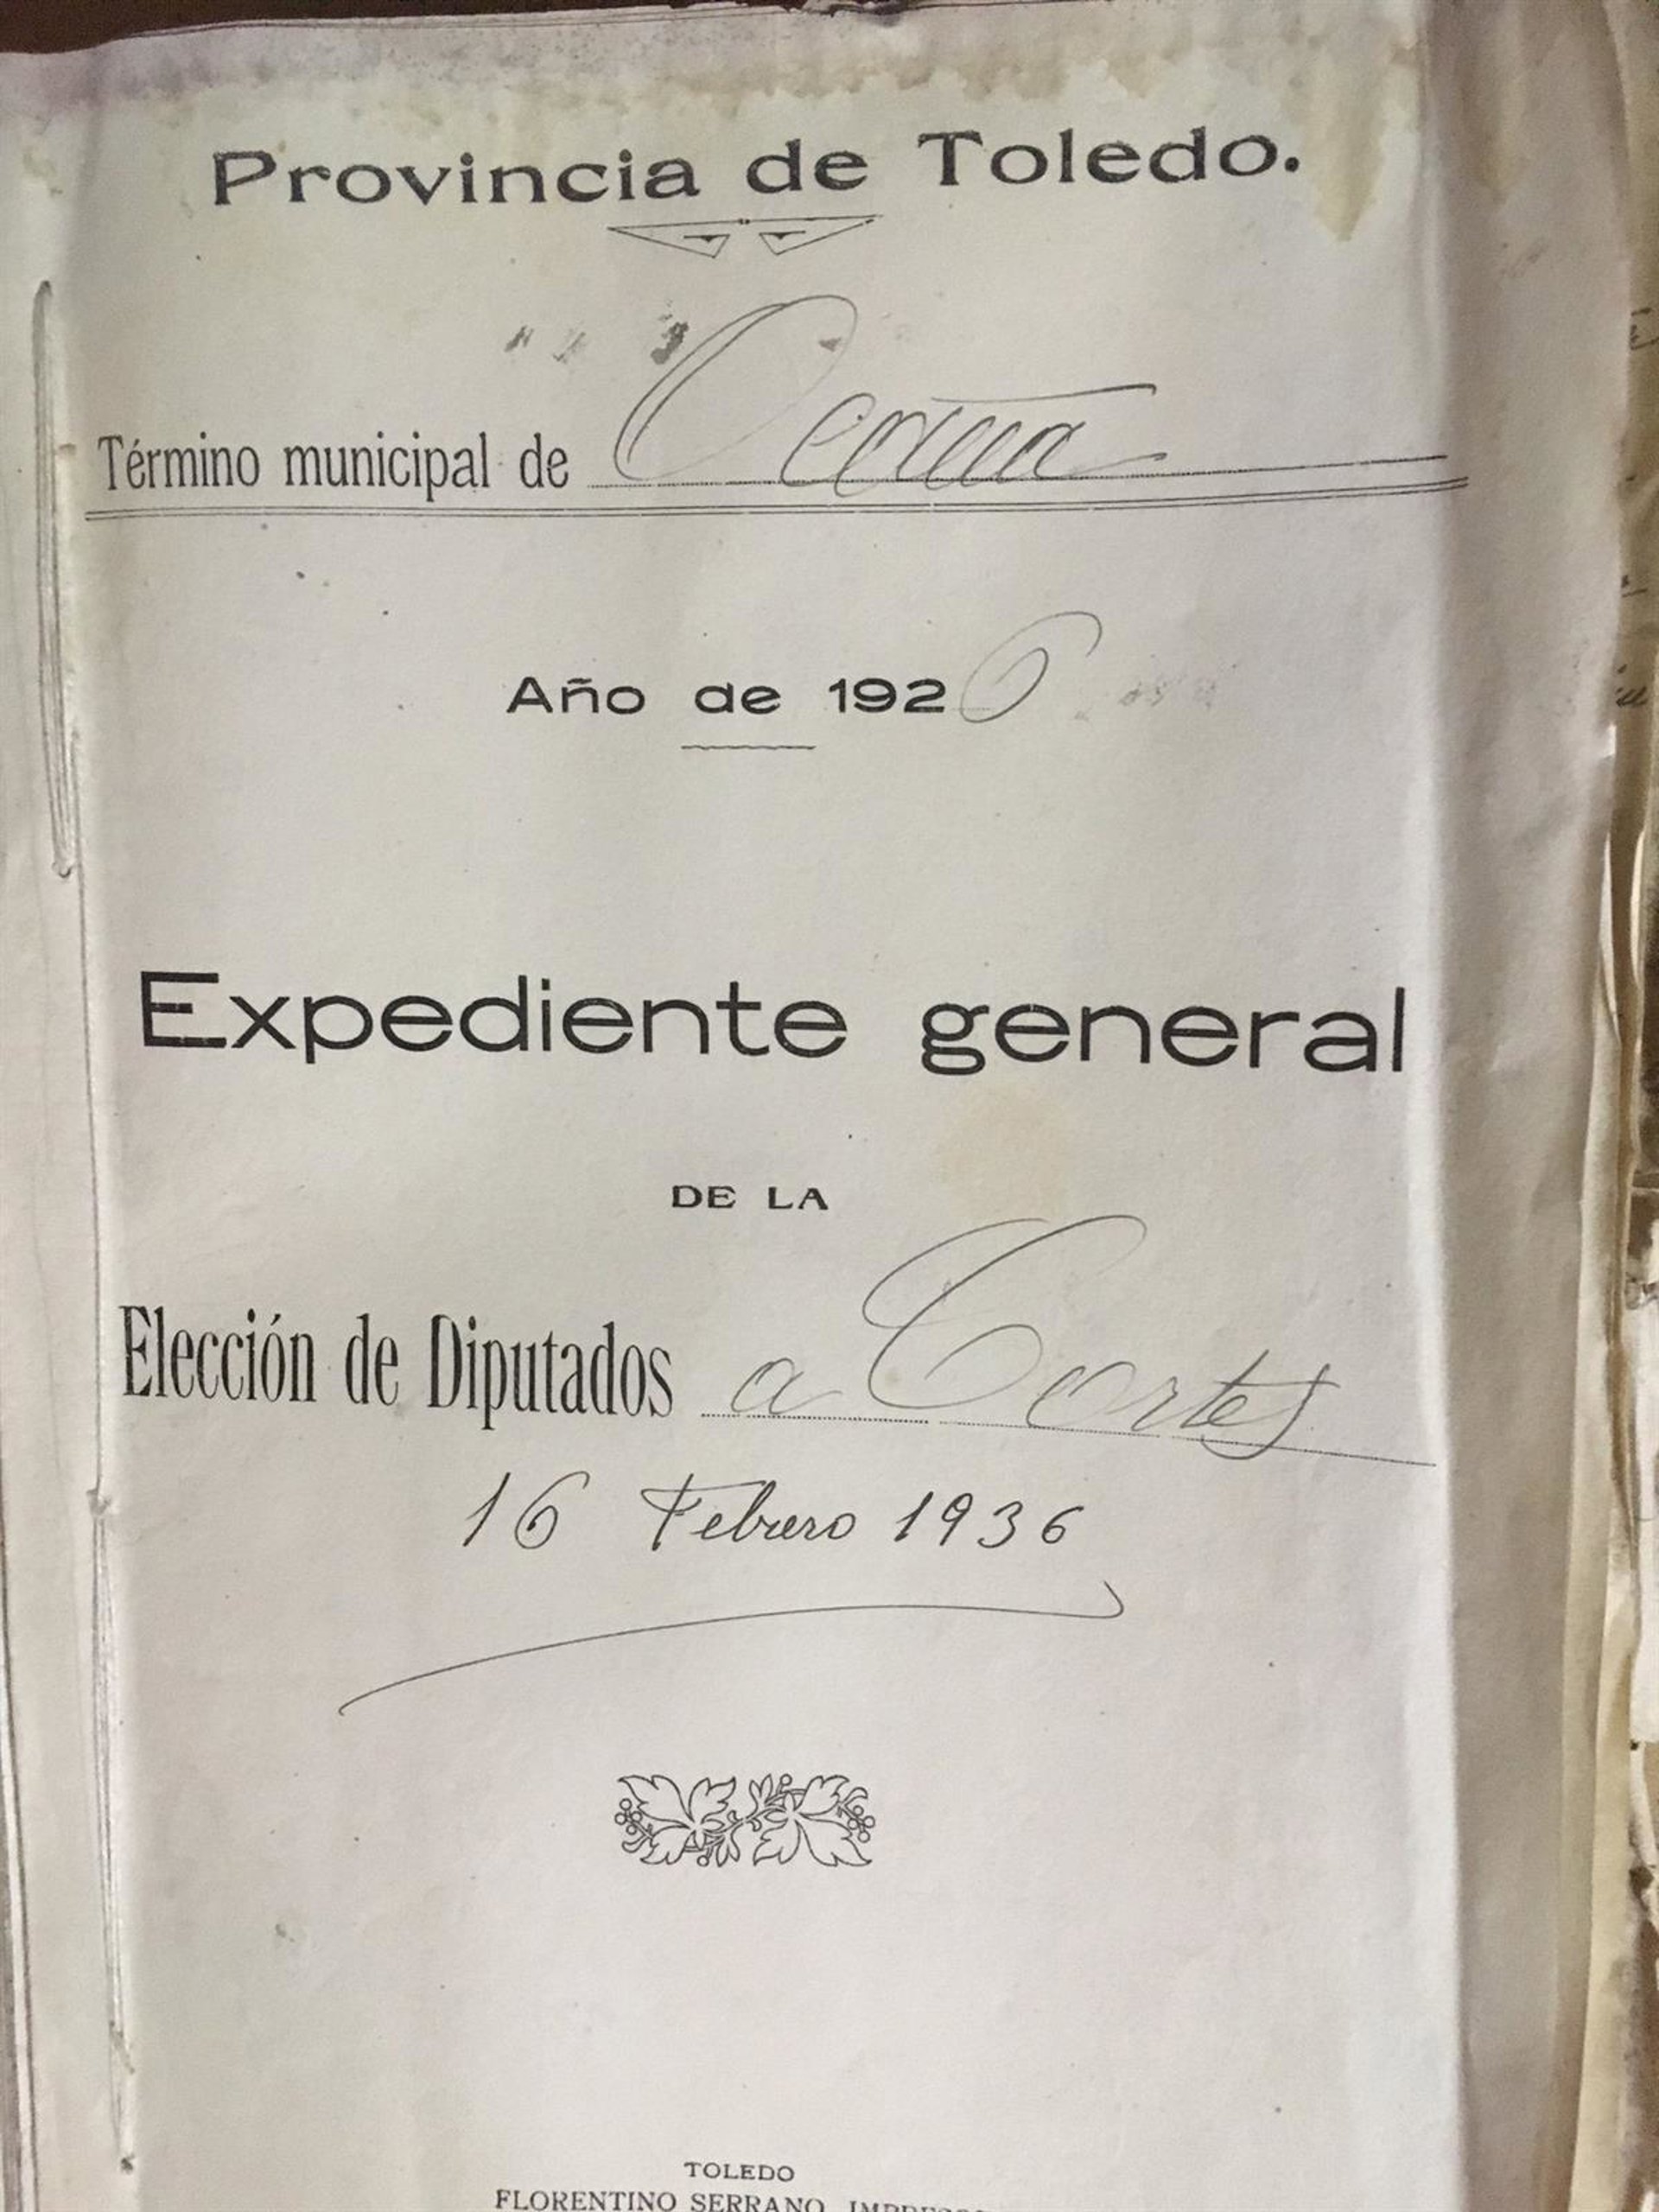 Provincia de Toledo.
Término municipal de
Año de 1926
Expediente general
DE LA
Elección de Diputados a Cortes
16 Febrero 1936
TOLEDO
FLORENTINO SERRANO,